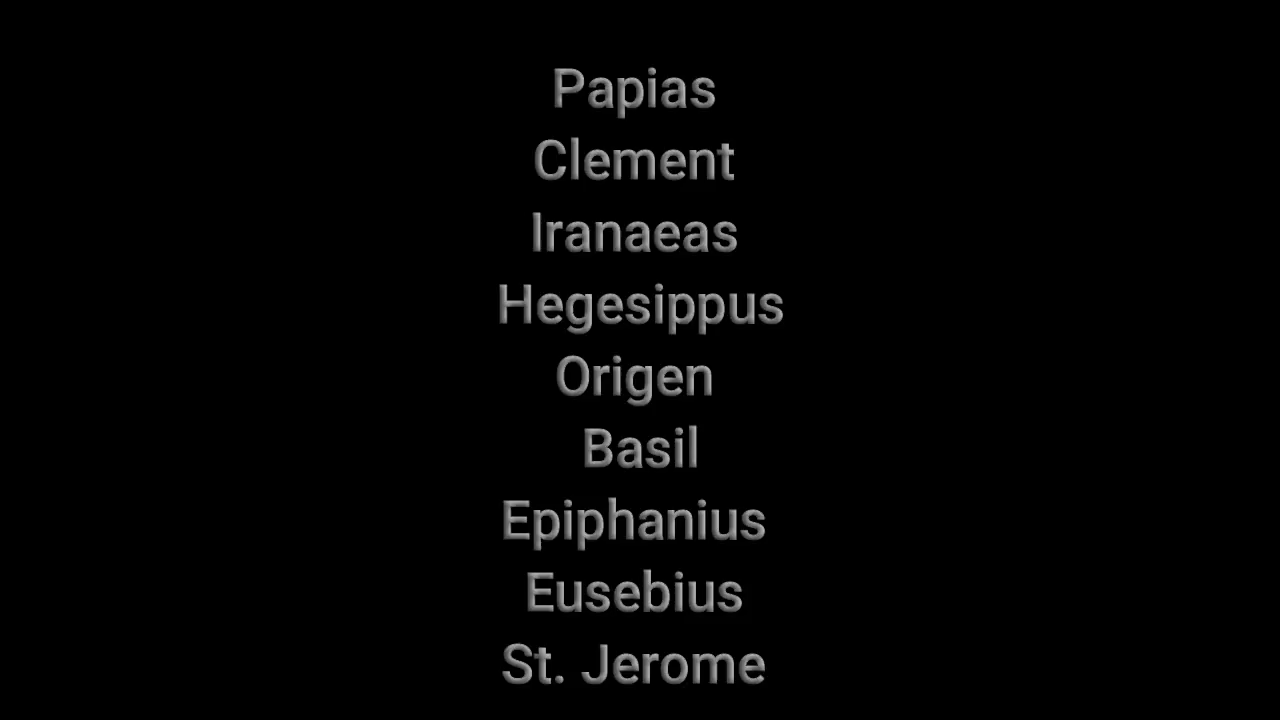 Papias
Clement
Iranaeas
Hegesippus
Origen
Basil
Epiphanius
Eusebius
St. Jerome